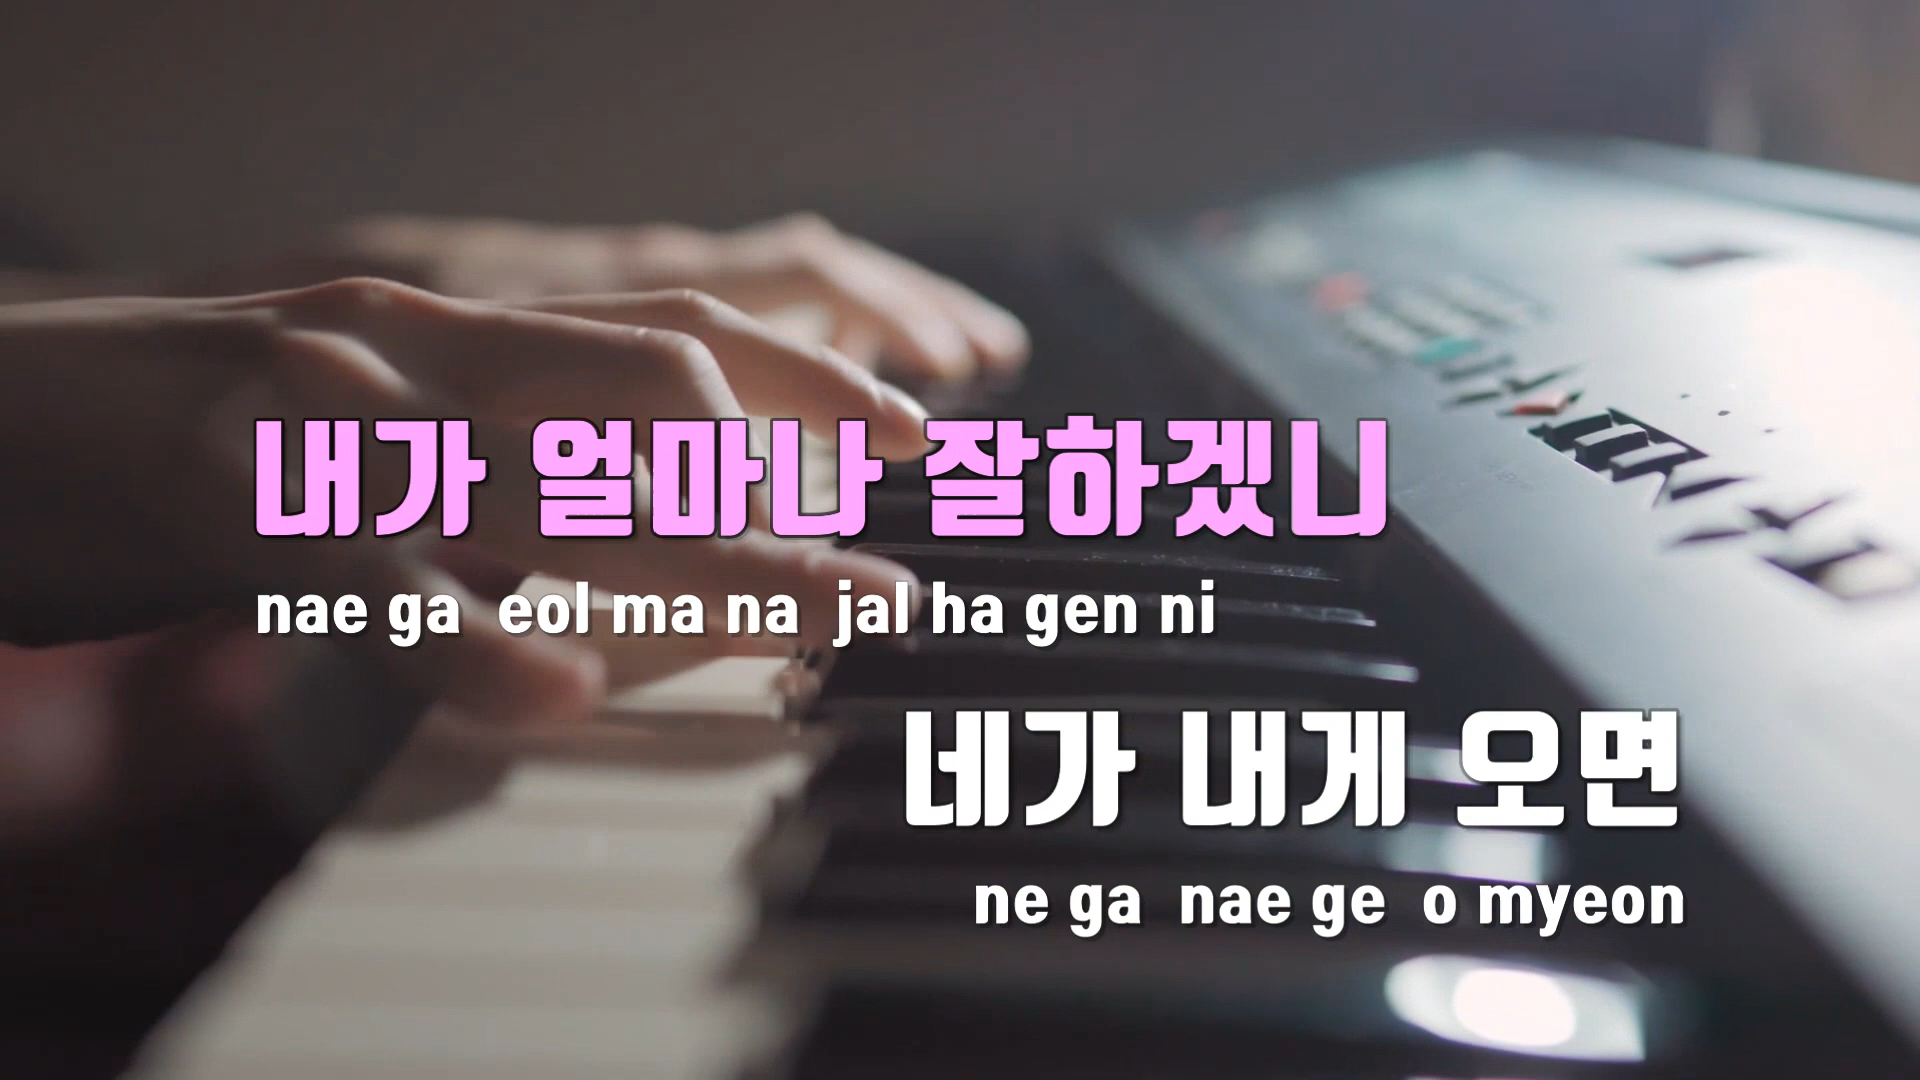 내가 얼마나 잘하겠니
nae ga eol ma na jal ha gen ni
네가 내게 오면
ne ga nae ge o myeon